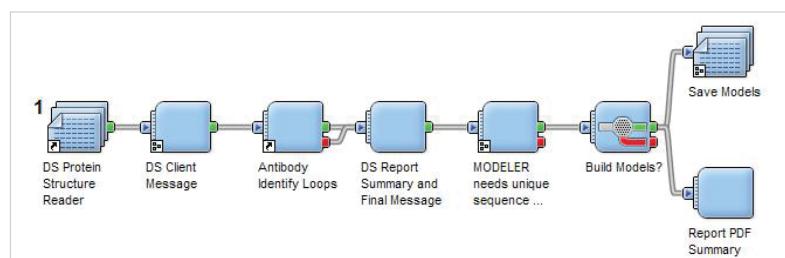 1
DS Protein
Structure
Reader
DS Client
Message
Antibody
Identify Loops
DS Report
Summary and
Final Message
MODELER
needs unique
sequence ...
Build Models?
Save Models
Report PDF
Summary